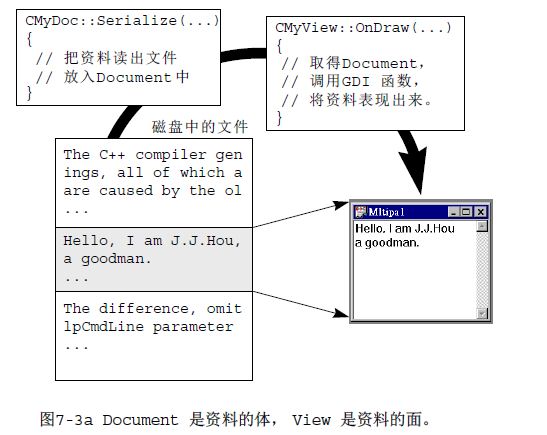 CMyDoc::Serialize(...)
{
// 把资料读出文件
// 放入Document中
}
CMyView::OnDraw(...)
{
// 取得Document，
// 调用GDI 函数，
// 将资料表现出来。
}
磁盘中的文件
The C++ compiler gen
ings, all of which a
are caused by the ol
...
Hello, I am J.J.Hou,
a goodman.
...
The difference, omit
lpCmdLine parameter
...
Mltipa1
Hello, I am J.J.Hou
a goodman.
图7-3a Document 是资料的体， View 是资料的面。